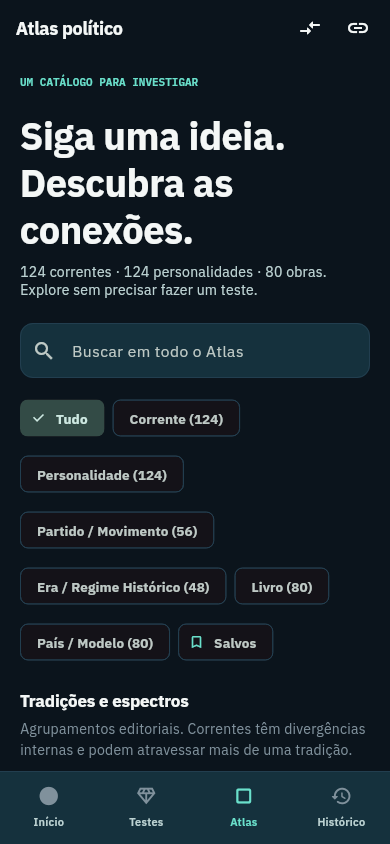 Atlas político
UM CATÁLOGO PARA INVESTIGAR
Siga uma ideia.
Descubra as
conexões.
124 correntes · 124 personalidades · 80 obras.
Explore sem precisar fazer um teste.
Buscar em todo o Atlas
Tudo
Corrente (124)
Personalidade (124)
Partido / Movimento (56)
Era / Regime Histórico (48)
Livro (80)
País / Modelo (80)
Salvos
Tradições e espectros
Agrupamentos editoriais. Correntes têm divergências
internas e podem atravessar mais de uma tradição.
Início
Testes
Atlas
Histórico